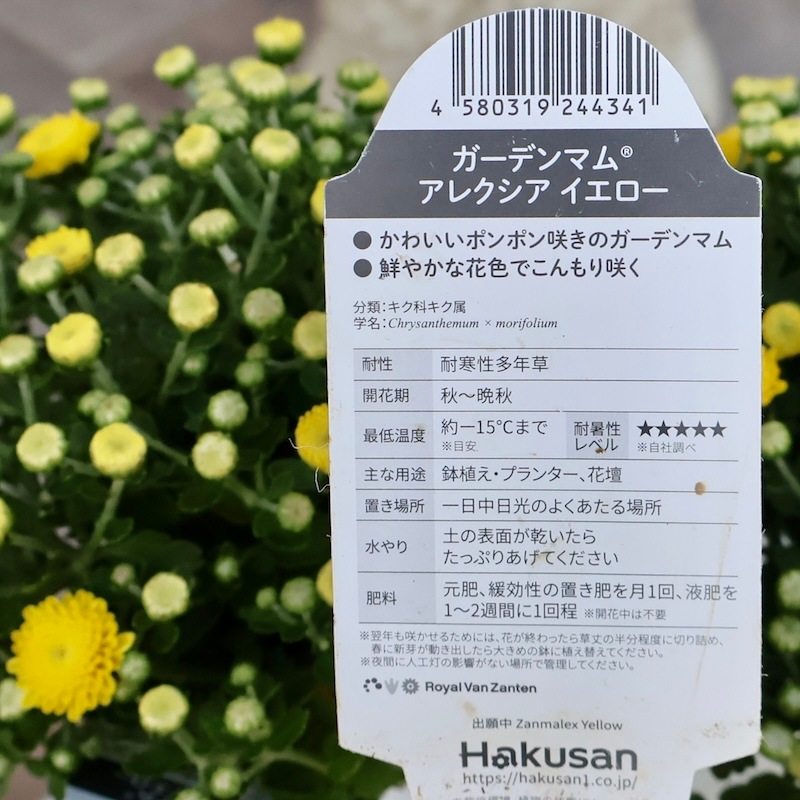 4 580319 244341
ガーデンマム®
アレクシア イエロー
● かわいいポンポン咲きのガーデンマム
● 鮮やかな花色でこんもり咲く
分類:キク科キク属
学名:Chrysanthemum × morifolium
耐性 耐寒性多年草
開花期 秋〜晩秋
最低温度 約ー15℃まで ※目安 耐暑性レベル ★★★★★ ※自社調べ
主な用途 鉢植え・プランター、花壇
置き場所 一日中日光のよくあたる場所
水やり 土の表面が乾いたら
たっぷりあげてください
肥料 元肥、緩効性の置き肥を月1回、液肥を
1〜2週間に1回程 ※開花中は不要
※翌年も咲かせるためには、花が終わったら草丈の半分程度に切り詰め、
春に新芽が動き出したら大きめの鉢に植え替えてください。
※夜間に人工灯の影響がない場所で管理してください。
Royal Van Zanten
出願中 Zanmalex Yellow
Hakusan
https://hakusan1.co.jp/